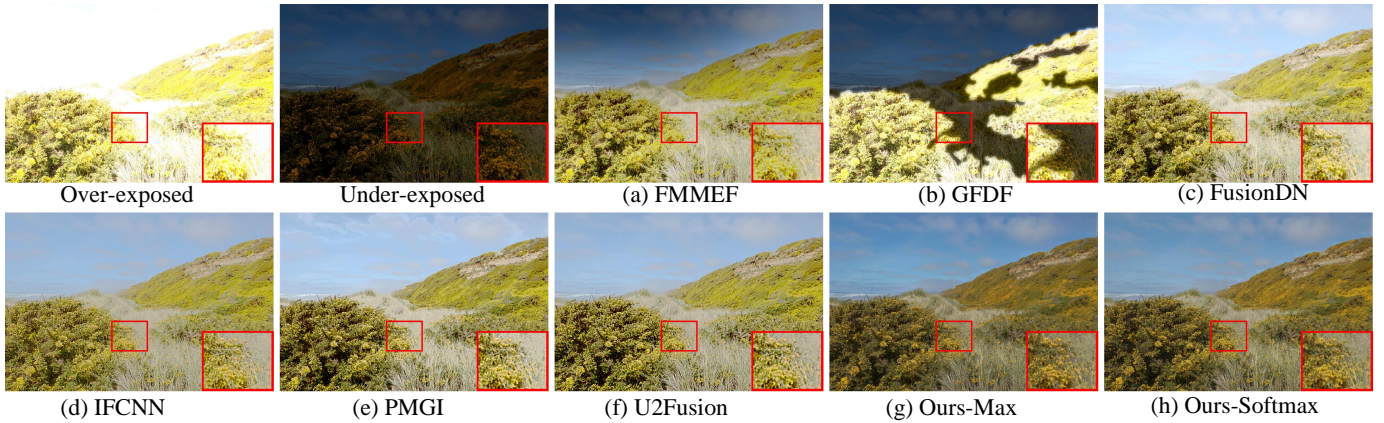 Over-exposed
Under-exposed
(a) FMMEF
(b) GFDF
(c) FusionDN
(d) IFCNN
(e) PMGI
(f) U2Fusion
(g) Ours-Max
(h) Ours-Softmax